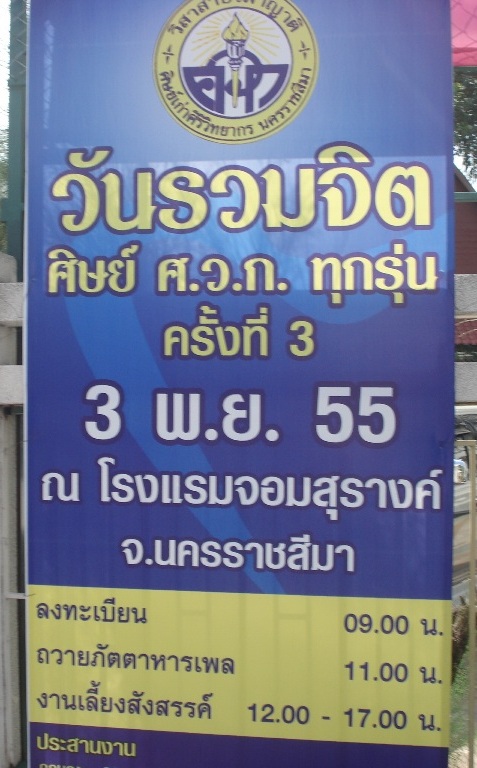 ศิษย์เก่าศิริวิทยากร นครราชสีมา
วันรวมจิต
ศิษย์ ศ.ว.ก. ทุกรุ่น
ครั้งที่ 3
3 พ.ย. 55
ณ โรงแรมจอมสุรางค์
จ.นครราชสีมา
ลงทะเบียน 09.00 น.
ถวายภัตตาหารเพล 11.00 น.
งานเลี้ยงสังสรรค์ 12.00 - 17.00 น.
ประสานงาน